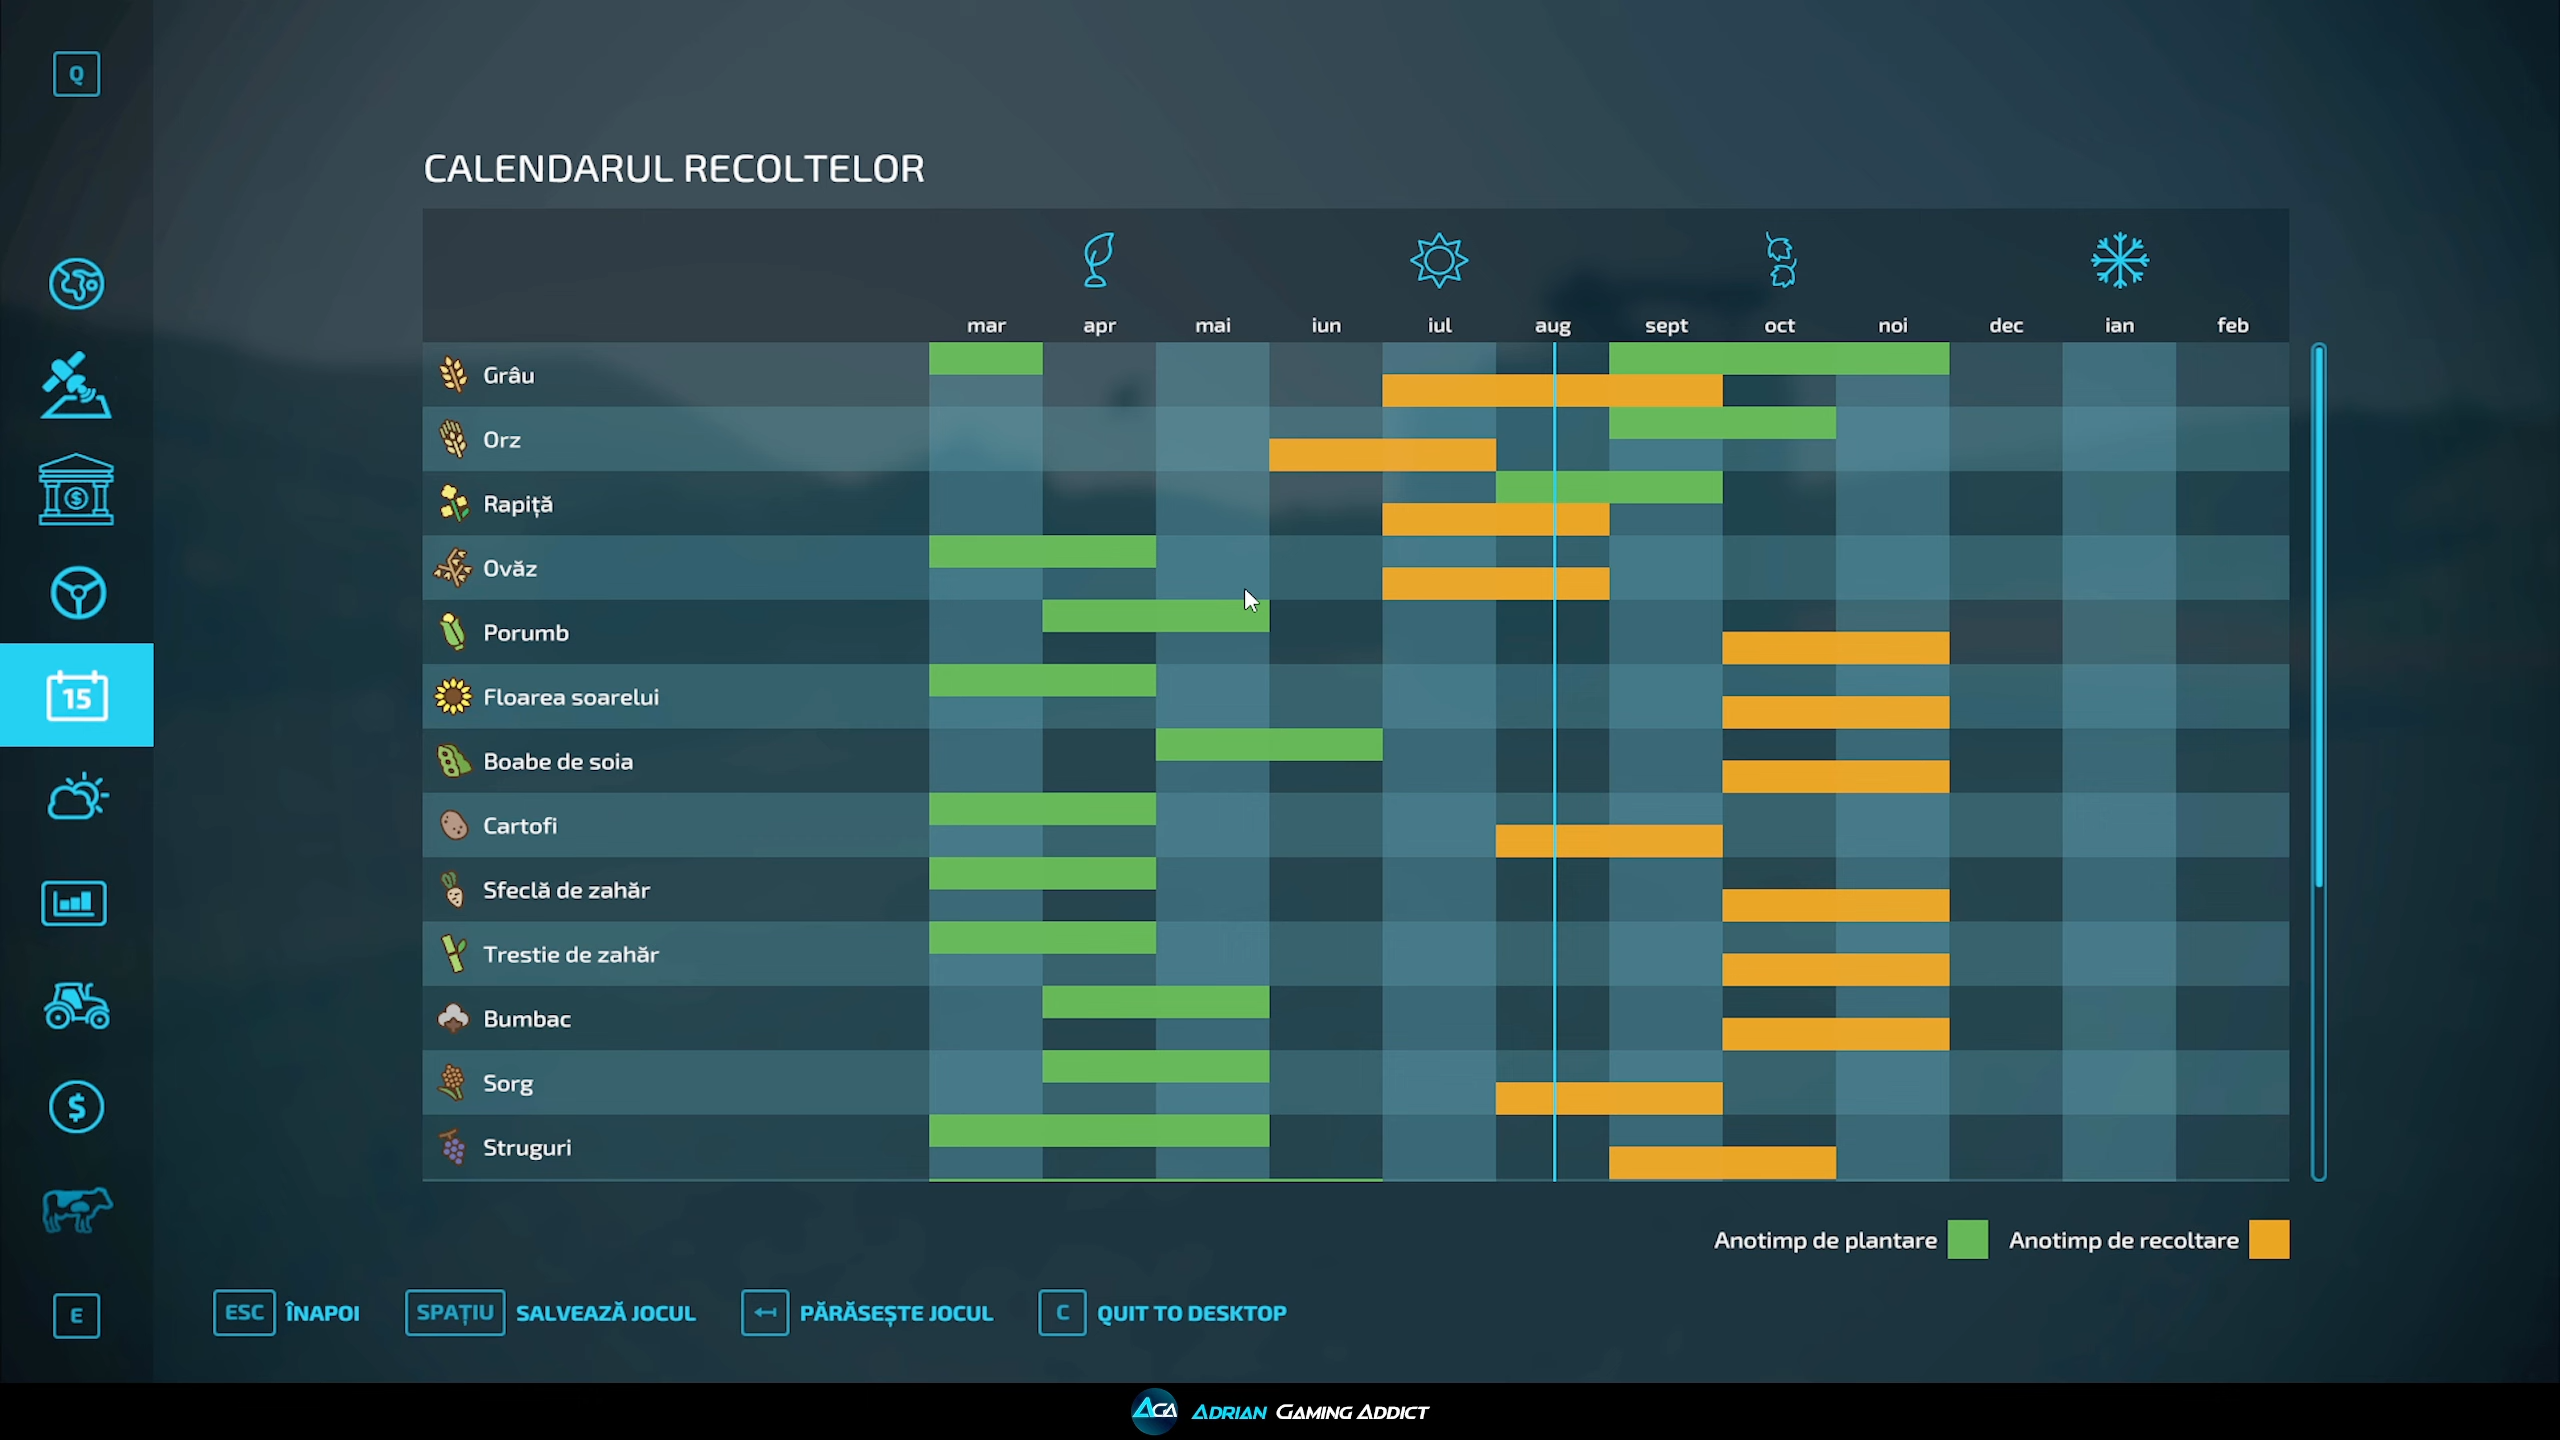 Q
CALENDARUL RECOLTELOR
mar apr mai iun iul aug sept oct noi dec ian feb
Grâu
Orz
Rapiță
Ovăz
Porumb
Floarea soarelui
15
Boabe de soia
Cartofi
Sfeclă de zahăr
Trestie de zahăr
Bumbac
Sorg
Struguri
Anotimp de plantare Anotimp de recoltare
E
ESC ÎNAPOI SPAȚIU SALVEAZĂ JOCUL PĂRĂSEȘTE JOCUL C QUIT TO DESKTOP
AGA ADRIAN GAMING ADDICT